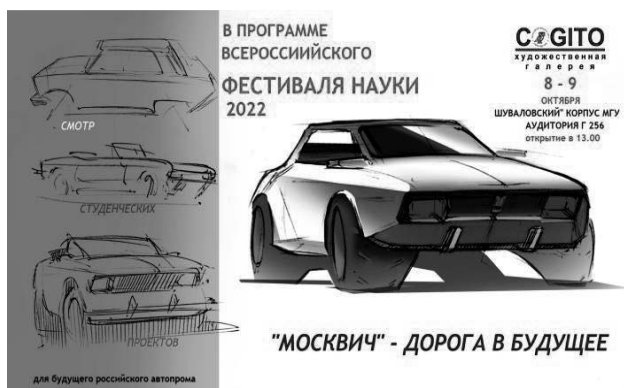 В ПРОГРАММЕ
ВСЕРОССИИЙСКОГО
ФЕСТИВАЛЯ НАУКИ
2022
COGITO
художественная
галерея
8 - 9
ОКТЯБРЯ
ШУВАЛОВСКИЙ" КОРПУС МГУ
АУДИТОРИЯ Г 256
открытие в 13.00
СМОТР
СТУДЕНЧЕСКИХ
ПРОЕКТОВ
для будущего российского автопрома
"МОСКВИЧ" - ДОРОГА В БУДУЩЕЕ